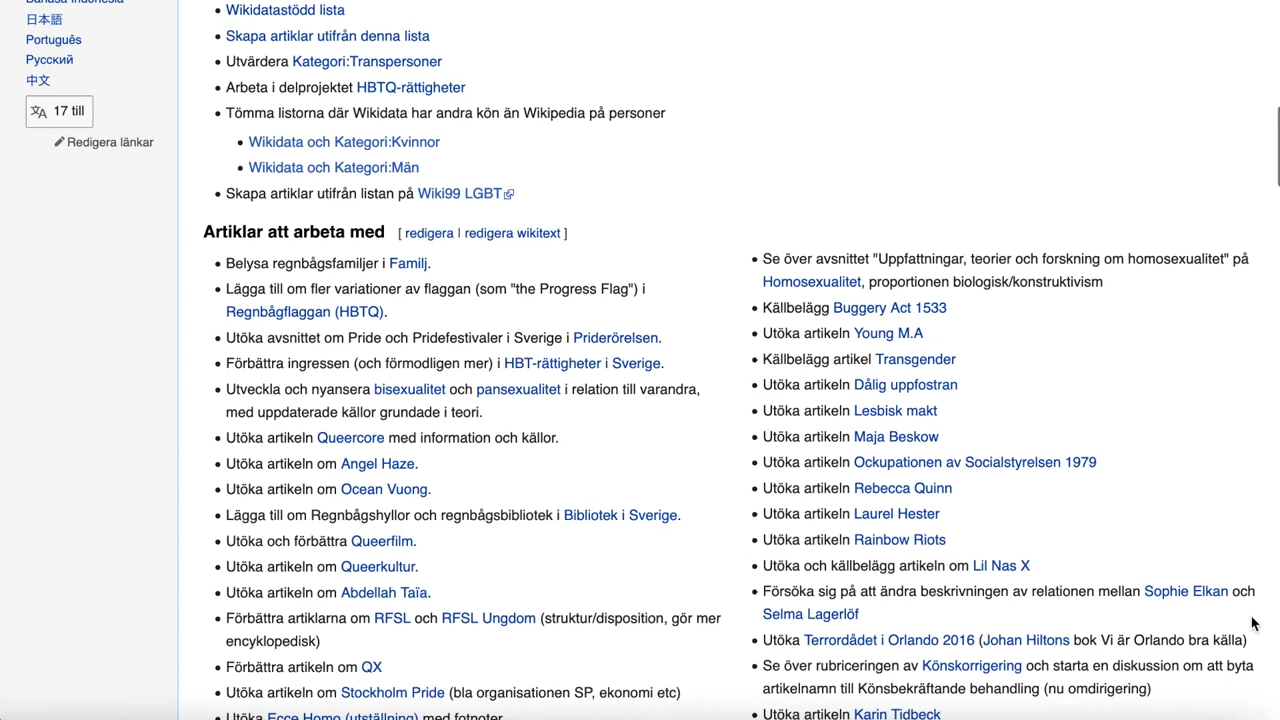 Bahasa Indonesia
日本語
Português
Русский
中文
17 till
Redigera länkar
Wikidatastödd lista
Skapa artiklar utifrån denna lista
Utvärdera Kategori:Transpersoner
Arbeta i delprojektet HBTQ-rättigheter
Tömma listorna där Wikidata har andra kön än Wikipedia på personer
Wikidata och Kategori:Kvinnor
Wikidata och Kategori:Män
Skapa artiklar utifrån listan på Wiki99 LGBT
Artiklar att arbeta med [ redigera | redigera wikitext ]
Belysa regnbågsfamiljer i Familj.
Lägga till om fler variationer av flaggan (som "the Progress Flag") i
Regnbågflaggan (HBTQ).
Utöka avsnittet om Pride och Pridefestivaler i Sverige i Priderörelsen.
Förbättra ingressen (och förmodligen mer) i HBT-rättigheter i Sverige.
Utveckla och nyansera bisexualitet och pansexualitet i relation till varandra,
med uppdaterade källor grundade i teori.
Utöka artikeln Queercore med information och källor.
Utöka artikeln om Angel Haze.
Utöka artikeln om Ocean Vuong.
Lägga till om Regnbågshyllor och regnbågsbibliotek i Bibliotek i Sverige.
Utöka och förbättra Queerfilm.
Utöka artikeln om Queerkultur.
Utöka artikeln om Abdellah Taïa.
Förbättra artiklarna om RFSL och RFSL Ungdom (struktur/disposition, gör mer
encyklopedisk)
Förbättra artikeln om QX
Utöka artikeln om Stockholm Pride (bla organisationen SP, ekonomi etc)
Utöka Ecce Homo (utställning) med fotnoter
Se över avsnittet "Uppfattningar, teorier och forskning om homosexualitet" på
Homosexualitet, proportionen biologisk/konstruktivism
Källbelägg Buggery Act 1533
Utöka artikeln Young M.A
Källbelägg artikel Transgender
Utöka artikeln Dålig uppfostran
Utöka artikeln Lesbisk makt
Utöka artikeln Maja Beskow
Utöka artikeln Ockupationen av Socialstyrelsen 1979
Utöka artikeln Rebecca Quinn
Utöka artikeln Laurel Hester
Utöka artikeln Rainbow Riots
Utöka och källbelägg artikeln om Lil Nas X
Försöka sig på att ändra beskrivningen av relationen mellan Sophie Elkan och
Selma Lagerlöf
Utöka Terrordådet i Orlando 2016 (Johan Hiltons bok Vi är Orlando bra källa)
Se över rubriceringen av Könskorrigering och starta en diskussion om att byta
artikelnamn till Könsbekräftande behandling (nu omdirigering)
Utöka artikeln Karin Tidbeck